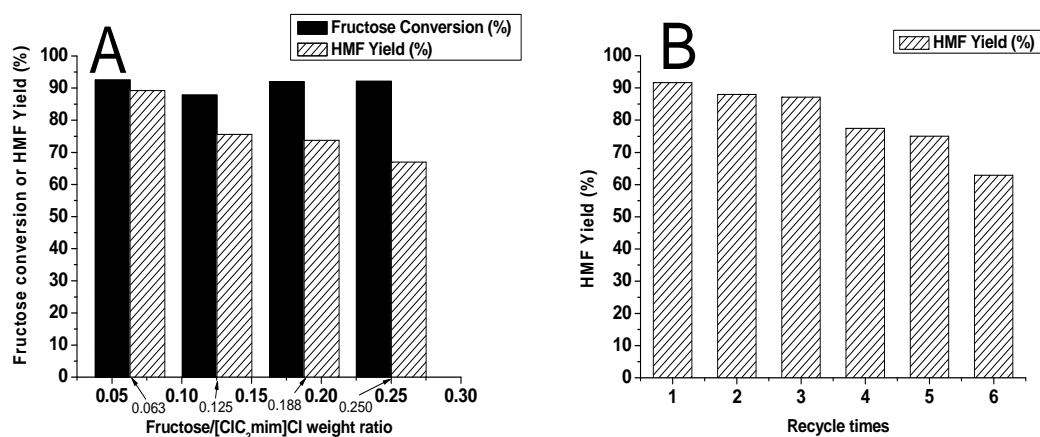 A
Fructose Conversion (%)
HMF Yield (%)
Fructose conversion or HMF Yield (%)
100
90
80
70
60
50
40
30
20
10
0
0.05 0.10 0.15 0.20 0.25 0.30
0.063 0.125 0.188 0.250
Fructose/[ClC2mim]Cl weight ratio
B
HMF Yield (%)
HMF Yield (%)
100
90
80
70
60
50
40
30
20
10
0
1 2 3 4 5 6
Recycle times